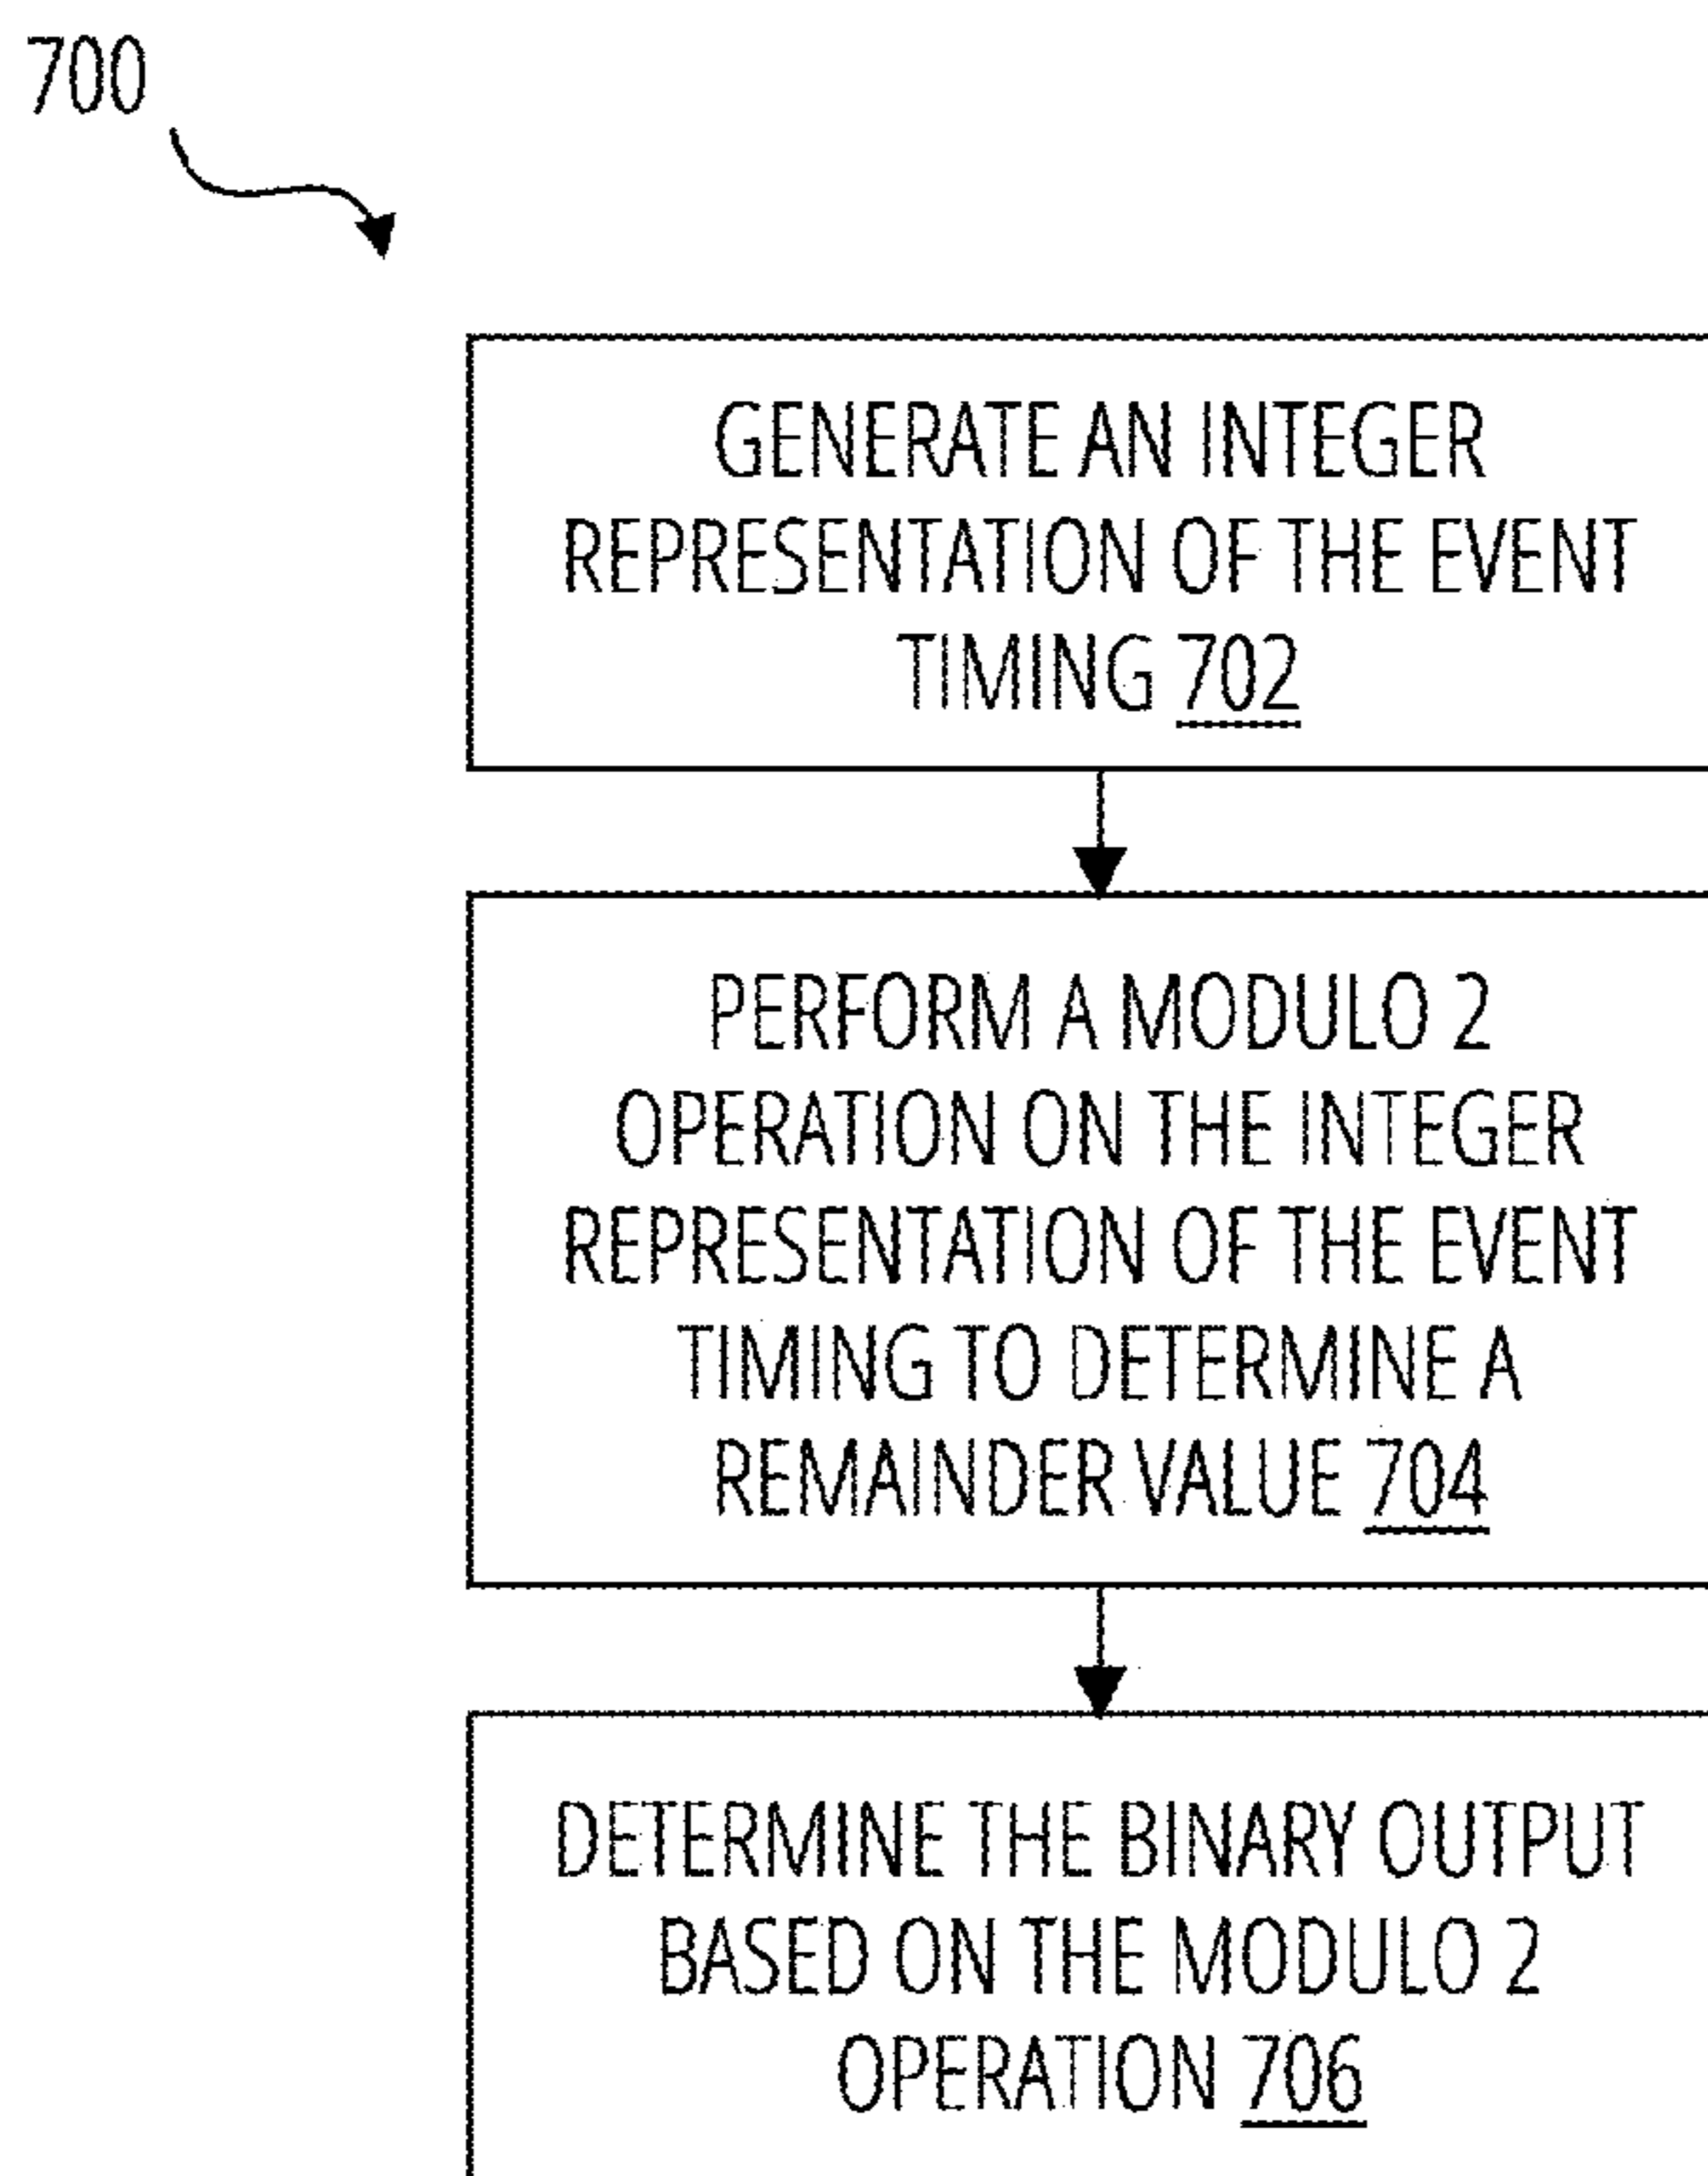 700
GENERATE AN INTEGER
REPRESENTATION OF THE EVENT
TIMING 702
PERFORM A MODULO 2
OPERATION ON THE INTEGER
REPRESENTATION OF THE EVENT
TIMING TO DETERMINE A
REMAINDER VALUE 704
DETERMINE THE BINARY OUTPUT
BASED ON THE MODULO 2
OPERATION 706